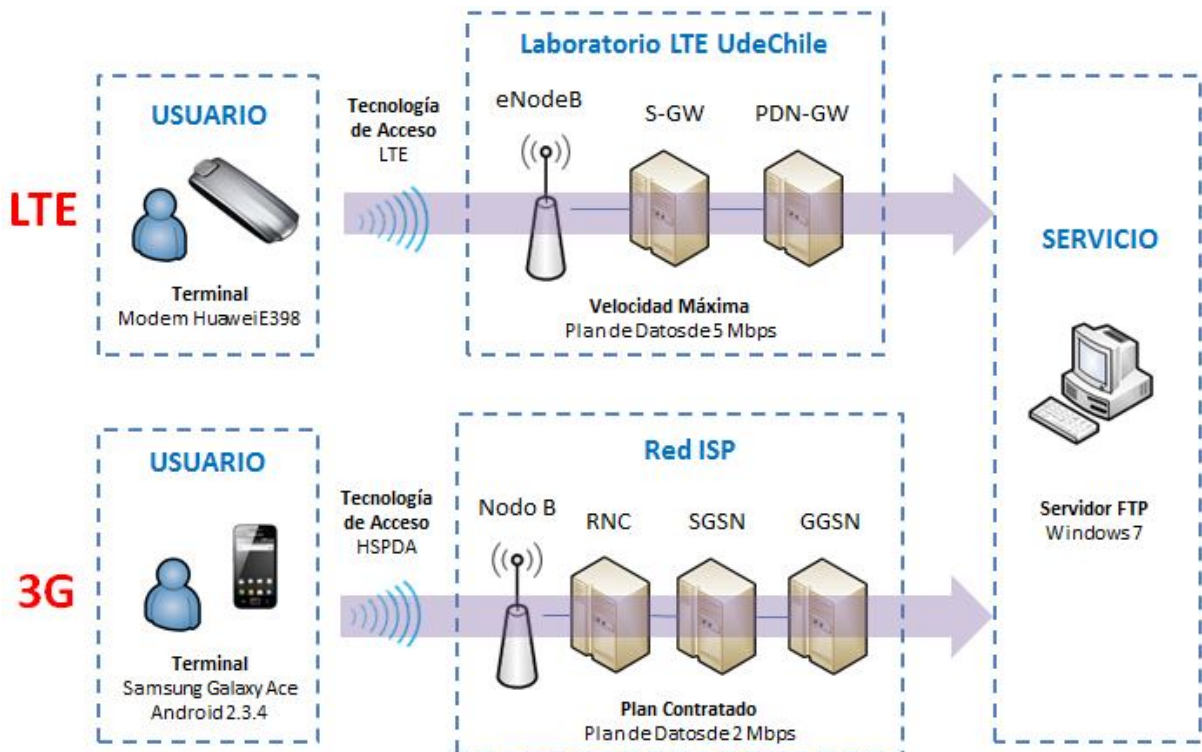 LTE
USUARIO
Terminal
Modem Huawei E398
Tecnología
de Acceso
LTE
Laboratorio LTE UdeChile
eNodeB
S-GW
PDN-GW
Velocidad Máxima
Plan de Datos de 5 Mbps
3G
USUARIO
Terminal
Samsung Galaxy Ace
Android 2.3.4
Tecnología
de Acceso
HSPDA
Red ISP
Nodo B
RNC
SGSN
GGSN
Plan Contratado
Plan de Datos de 2 Mbps
SERVICIO
Servidor FTP
Windows 7